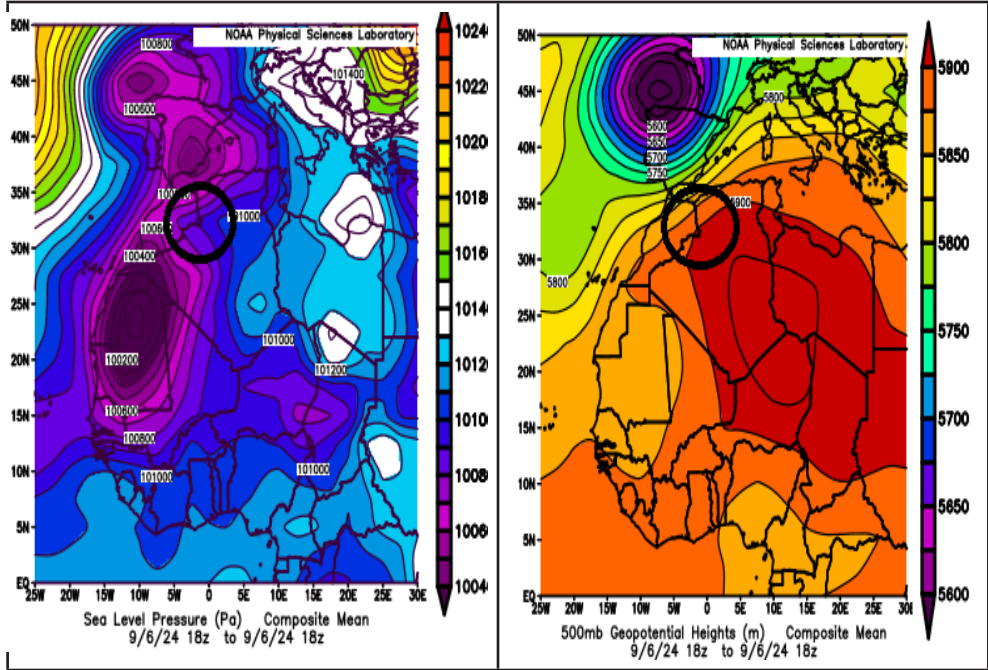 50N
NOAA Physical Sciences Laboratory
100800
1024
101400
45N
1022
100600
40N
1020
35N
1018
30N
1016
100400
25N
1014
101000
20N
1012
100200
101200
15N
1010
100600
100800
10N
1008
101000
101000
5N
1006
EQ
1004
25W 20W 15W 10W 5W 0 5E 10E 15E 20E 25E 30E
Sea Level Pressure (Pa) Composite Mean
9/6/24 18z to 9/6/24 18z
50N
NOAA Physical Sciences Laboratory
5900
45N
5800
5600
5650
40N
5700
5750
5850
35N
5900
30N
5800
5800
25N
5750
20N
15N
5700
10N
5650
5N
EQ
5600
25W 20W 15W 10W 5W 0 5E 10E 15E 20E 25E 30E
500mb Geopotential Heights (m) Composite Mean
9/6/24 18z to 9/6/24 18z